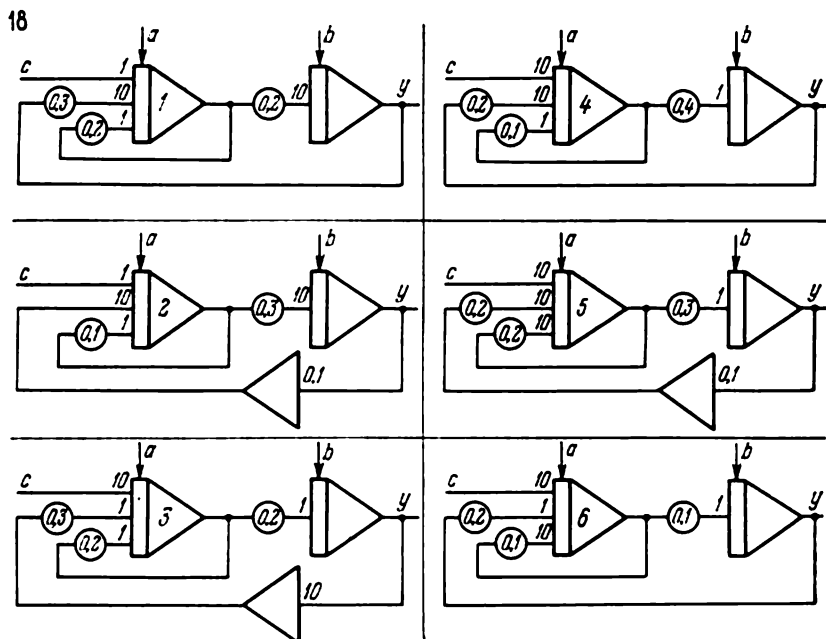 18
a b
c 1
0,3 10 1 0,2 10 y
0,2 1
a b
c 10
0,2 10 4 0,4 1 y
0,1 1
a b
c 1
10 2 0,3 10 y
0,1 1
0,1
a b
c 10
0,2 10 5 0,3 1 y
0,2 10
0,1
a b
c 10
0,3 1 3 0,2 1 y
0,2 1
10
a b
c 10
0,2 1 6 0,1 1 y
0,1 10